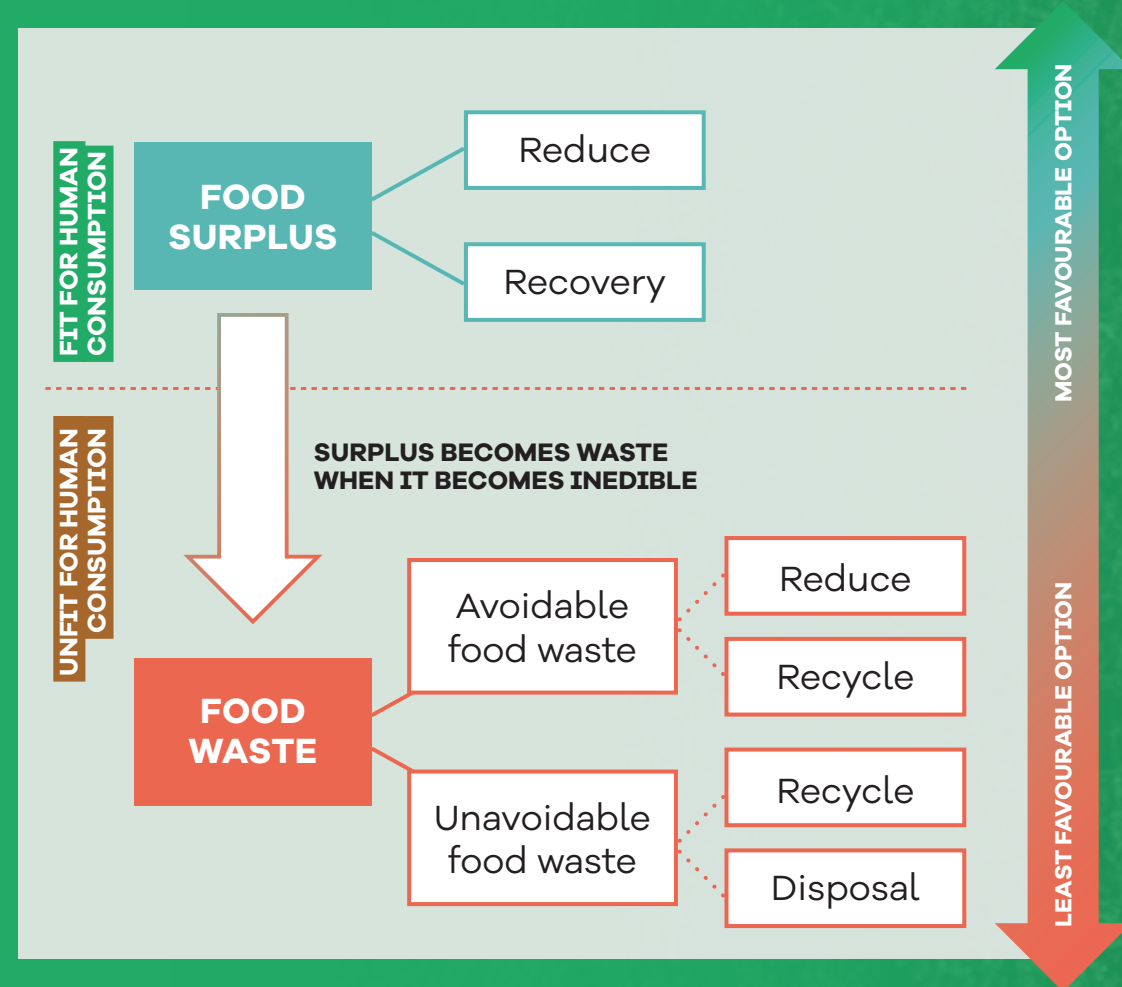 FIT FOR HUMAN
CONSUMPTION
FOOD
SURPLUS
Reduce
Recovery
MOST FAVOURABLE OPTION
UNFIT FOR HUMAN
CONSUMPTION
SURPLUS BECOMES WASTE
WHEN IT BECOMES INEDIBLE
FOOD
WASTE
Avoidable
food waste
Reduce
Recycle
Unavoidable
food waste
Recycle
Disposal
LEAST FAVOURABLE OPTION